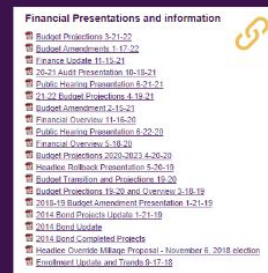 Financial Presentations and information
Budget Projections 3-21-22
Budget Amendments 1-17-22
Finance Update 11-15-21
20-21 Audit Presentation 10-18-21
Public Hearing Presentation 6-21-21
21-22 Budget Projections 4-19-21
Budget Amendment 2-15-21
Financial Overview 11-16-20
Public Hearing Presentation 6-22-20
Financial Overview 5-18-20
Budget Projections 2020-2023 4-20-20
Headlee Rollback Presentation 5-20-19
Budget Transition and Projections 19-20
Budget Projections 19-20 and Overview 3-18-19
2018-19 Budget Amendment Presentation 1-21-19
2014 Bond Projects Update 1-21-19
2014 Bond Update
2014 Bond Completed Projects
Headlee Override Millage Proposal - November 6, 2018 election
Enrollment Update and Trends 9-17-18